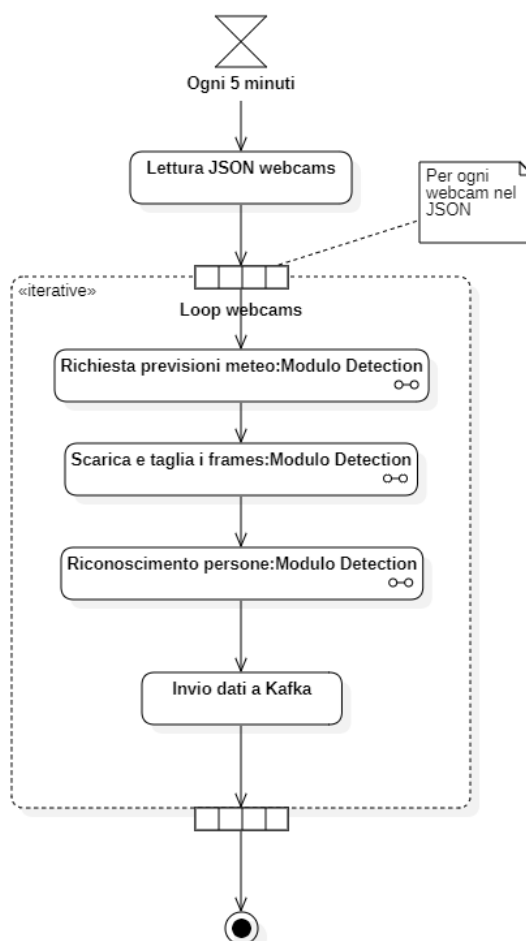 Ogni 5 minuti
Lettura JSON webcams
Per ogni
webcam nel
JSON
«iterative»
Loop webcams
Richiesta previsioni meteo:Modulo Detection
Scarica e taglia i frames:Modulo Detection
Riconoscimento persone:Modulo Detection
Invio dati a Kafka